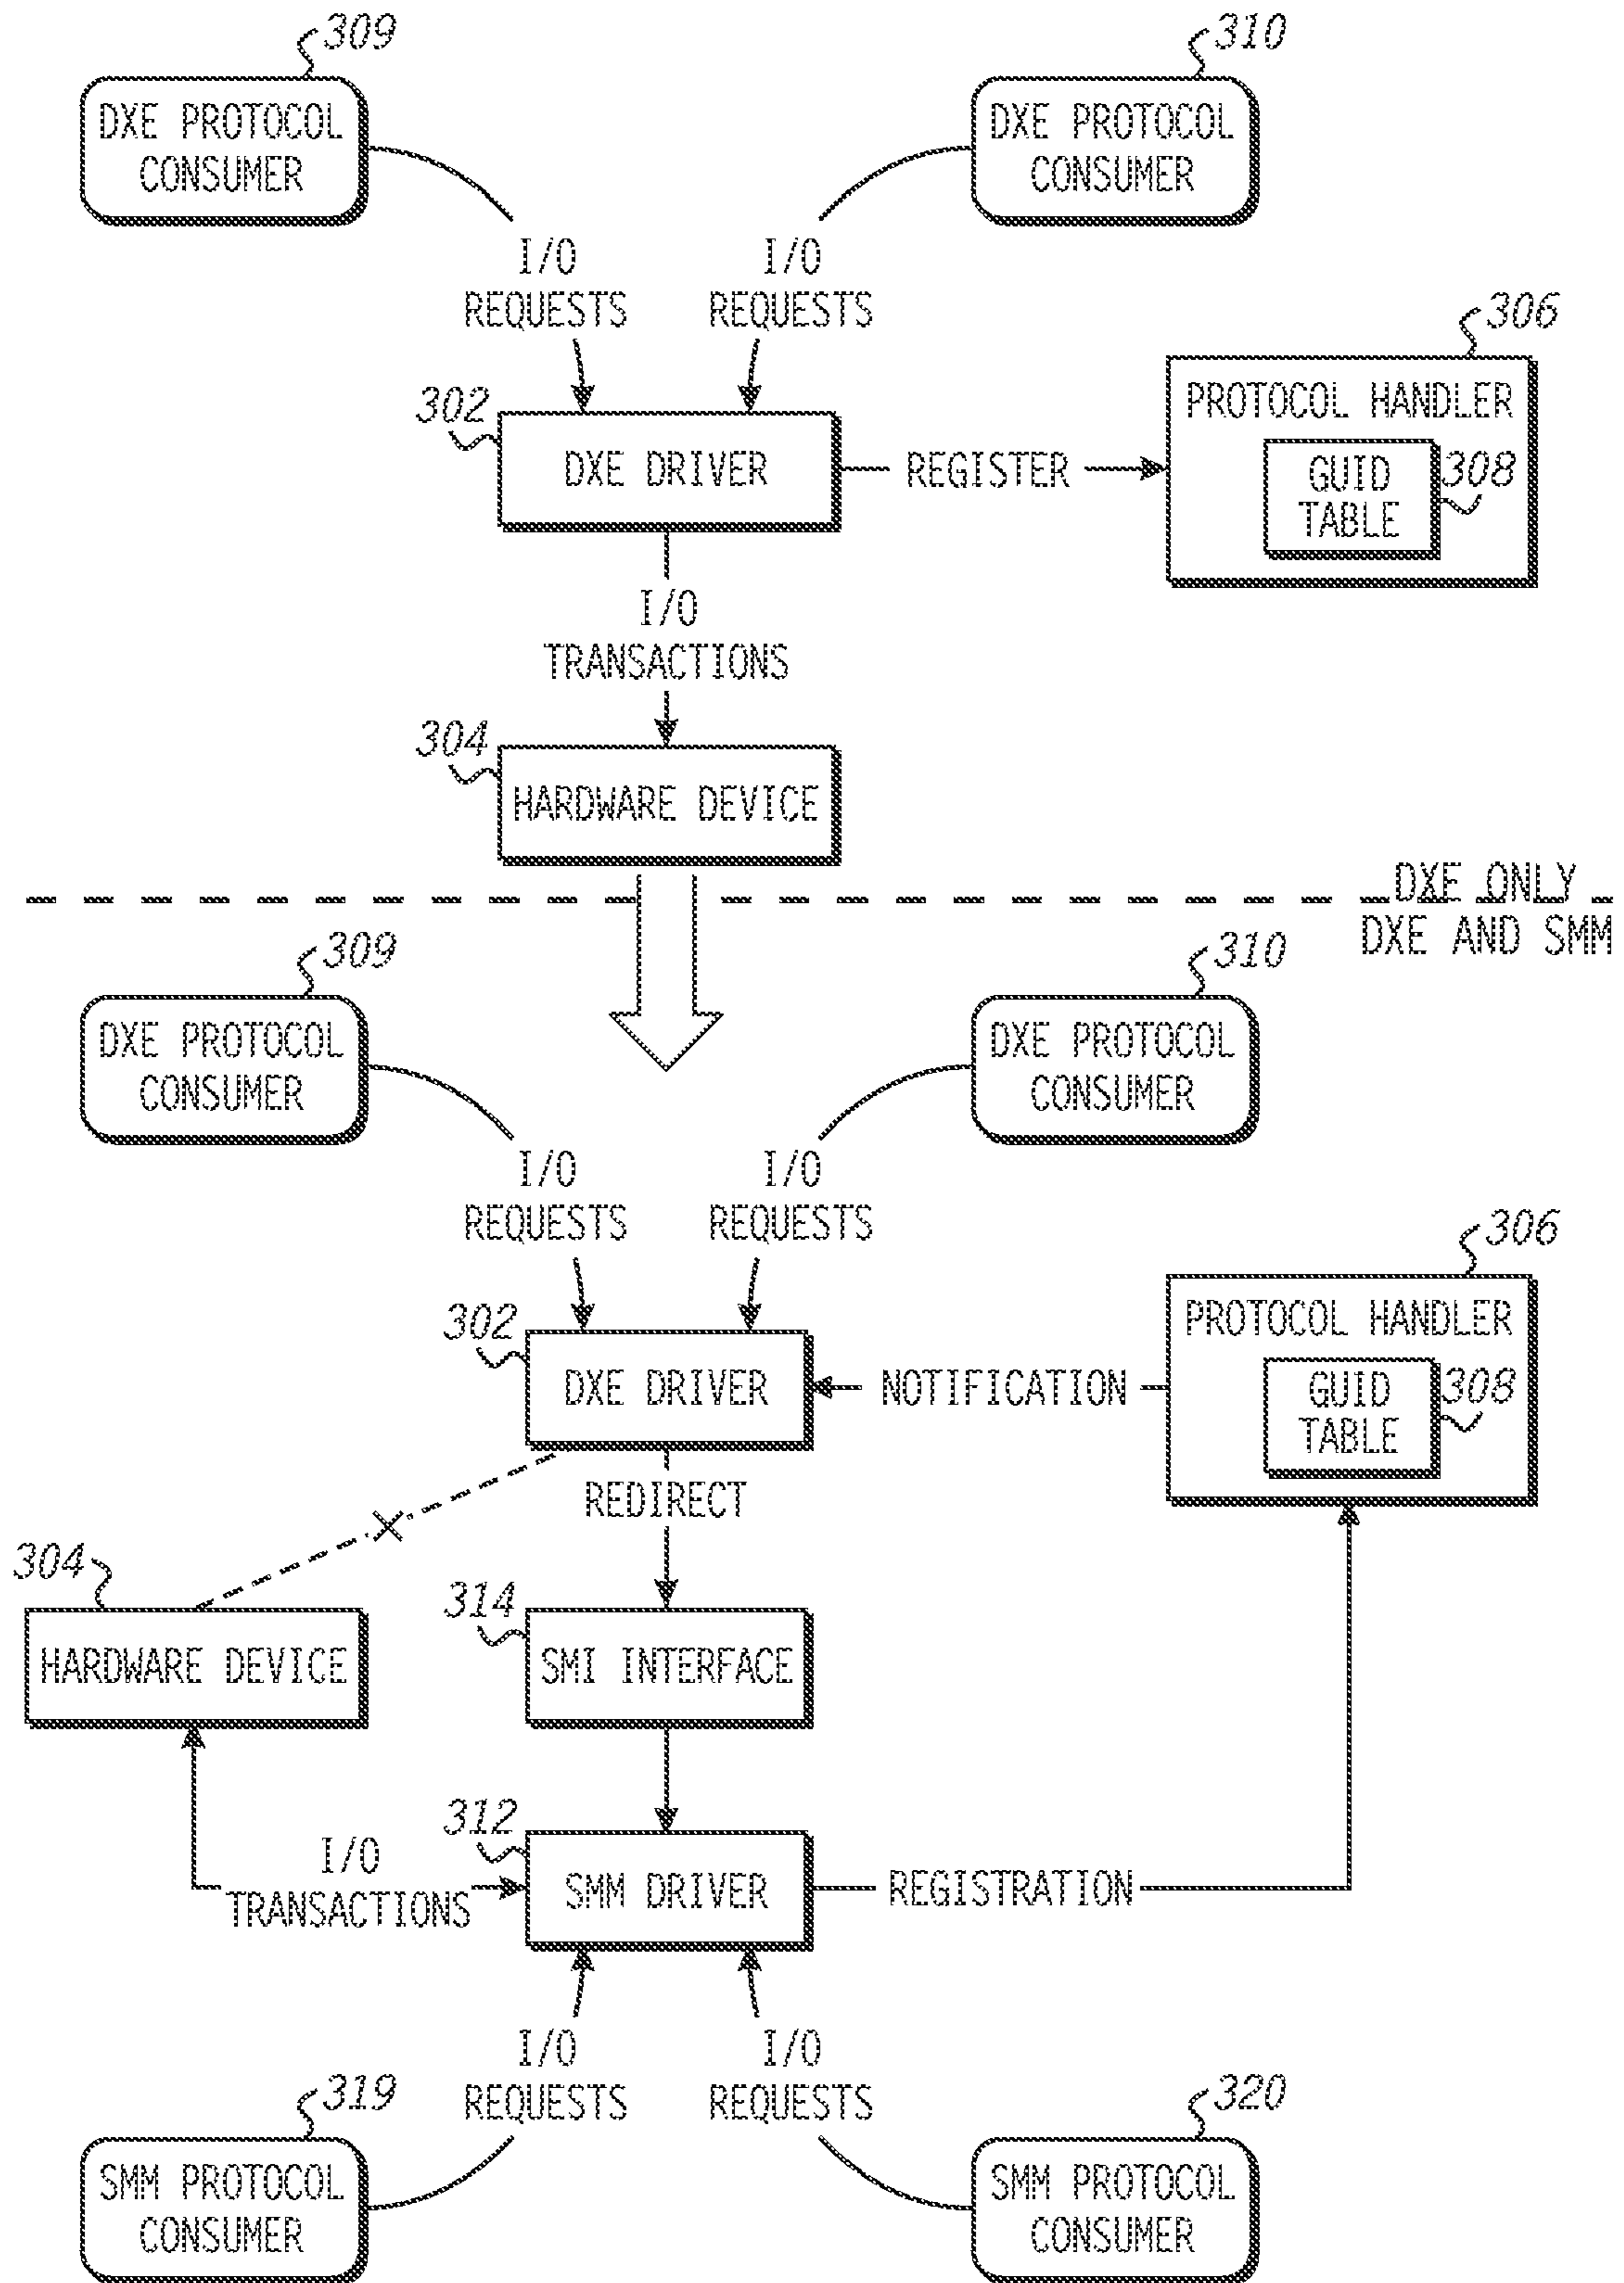 309
310
DXE PROTOCOL
CONSUMER
DXE PROTOCOL
CONSUMER
I/O
REQUESTS
I/O
REQUESTS
306
302
PROTOCOL HANDLER
DXE DRIVER
REGISTER
GUID
TABLE
308
I/O
TRANSACTIONS
304
HARDWARE DEVICE
DXE ONLY
DXE AND SMM
309
310
DXE PROTOCOL
CONSUMER
DXE PROTOCOL
CONSUMER
I/O
REQUESTS
I/O
REQUESTS
306
302
PROTOCOL HANDLER
DXE DRIVER
NOTIFICATION
GUID
TABLE
308
REDIRECT
304
314
HARDWARE DEVICE
SMI INTERFACE
312
I/O
TRANSACTIONS
SMM DRIVER
REGISTRATION
I/O
REQUESTS
I/O
REQUESTS
319
320
SMM PROTOCOL
CONSUMER
SMM PROTOCOL
CONSUMER